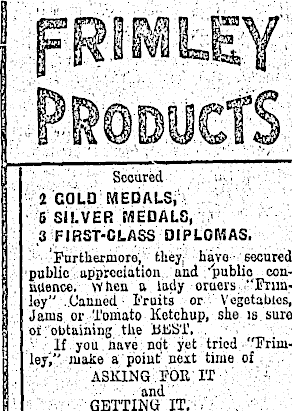 FRIMLEY
PRODUCTS
Secured
2 GOLD MEDALS,
5 SILVER MEDALS,
3 FIRST-CLASS DIPLOMAS.
Furthermore, they have secured
public appreciation and public con-
fidence. When a lady orders "Frim-
ley" Canned Fruits or Vegetables,
Jams or Tomato Ketchup, she is sure
of obtaining the BEST.
If you have not yet tried "Frim-
ley," make a point next time of
ASKING FOR IT
and
GETTING IT.